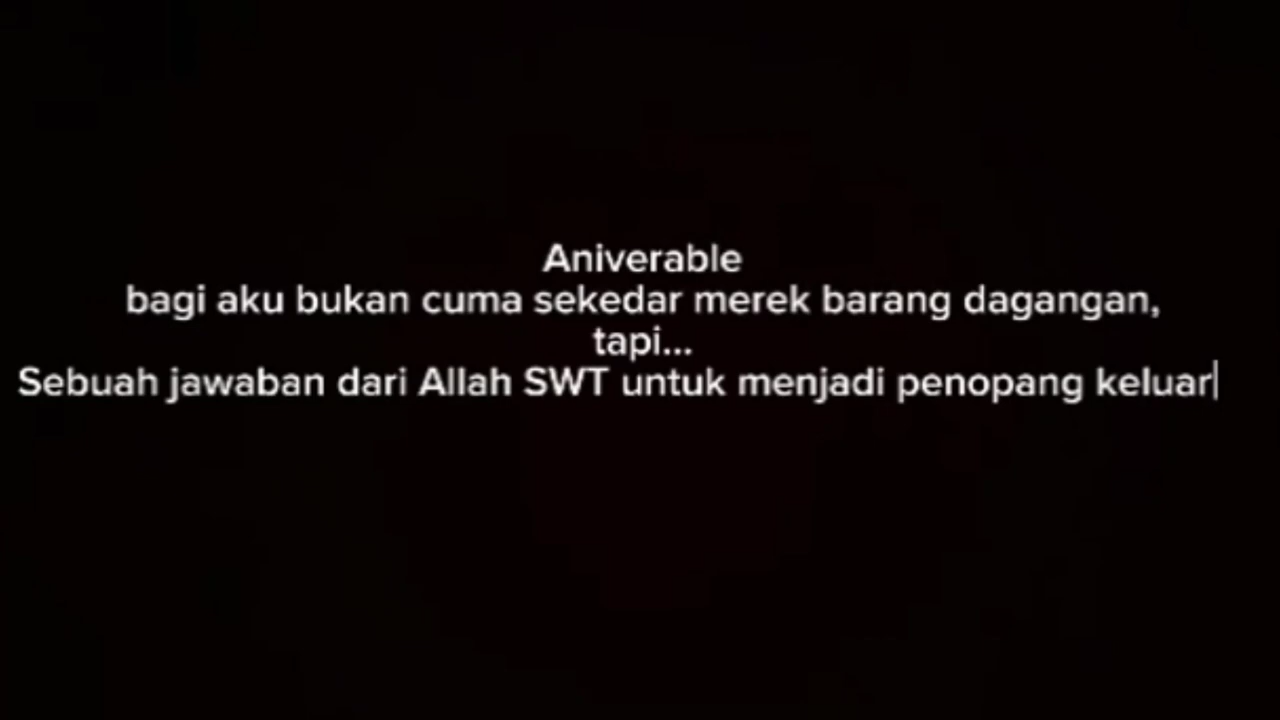 Aniverable
bagi aku bukan cuma sekedar merek barang dagangan,
tapi...
Sebuah jawaban dari Allah SWT untuk menjadi penopang keluar